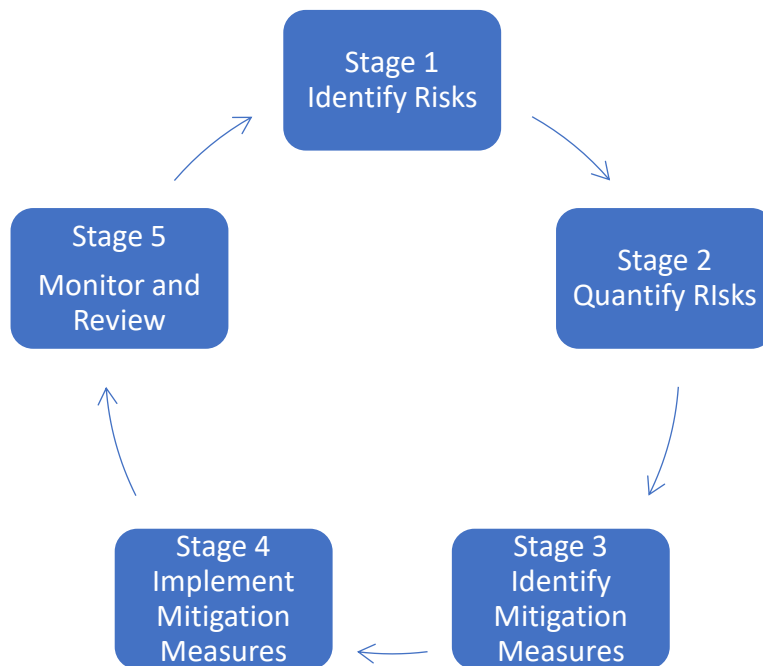 Stage 1
Identify Risks
Stage 2
Quantify RIsks
Stage 3
Identify
Mitigation
Measures
Stage 4
Implement
Mitigation
Measures
Stage 5
Monitor and
Review